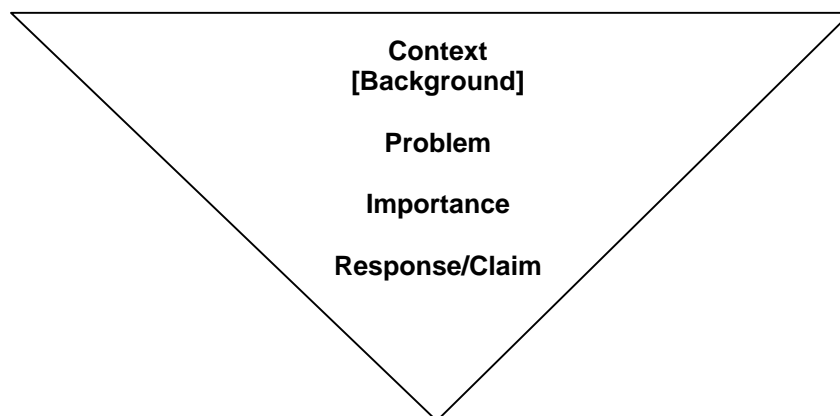 Context
[Background]
Problem
Importance
Response/Claim